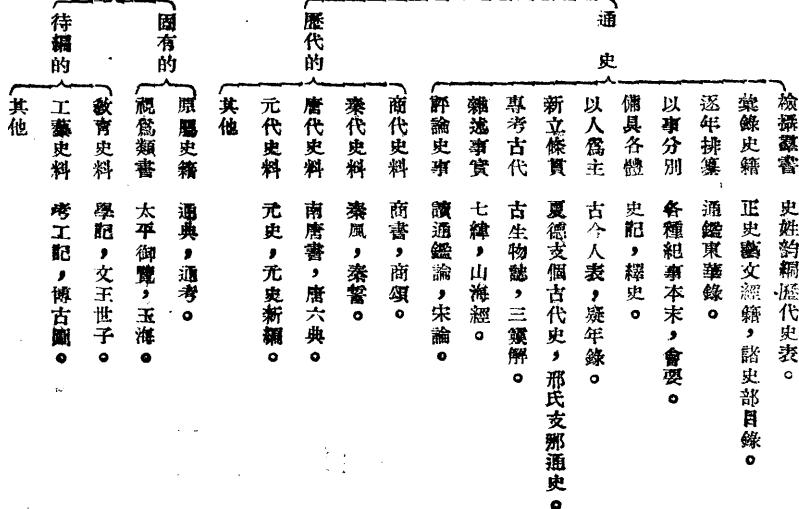 通史
檢攝羣書 史姓韵編歷代史表。
彙錄史籍 正史藝文經籍，諸史部目錄。
逐年排纂 通鑑東華錄。
以事分別 各種紀事本末，會要。
備具各體 史記，繹史。
以人爲主 古今人表，疑年錄。
新立條貫 夏德支個古代史，邢氏支那通史。
專考古代 古生物誌，三靈解。
雜述事實 七緯，山海經。
評論史事 讀通鑑論，宋論。
歷代的
商代史料 商書，商頌。
秦代史料 秦風，秦誓。
唐代史料 南唐書，唐六典。
元代史料 元史，元史新編。
其他
固有的
原屬史籍 通典，通考。
視爲類書 太平御覽，玉海。
待編的
敎育史料 學記，文王世子。
工藝史料 考工記，博古圖。
其他